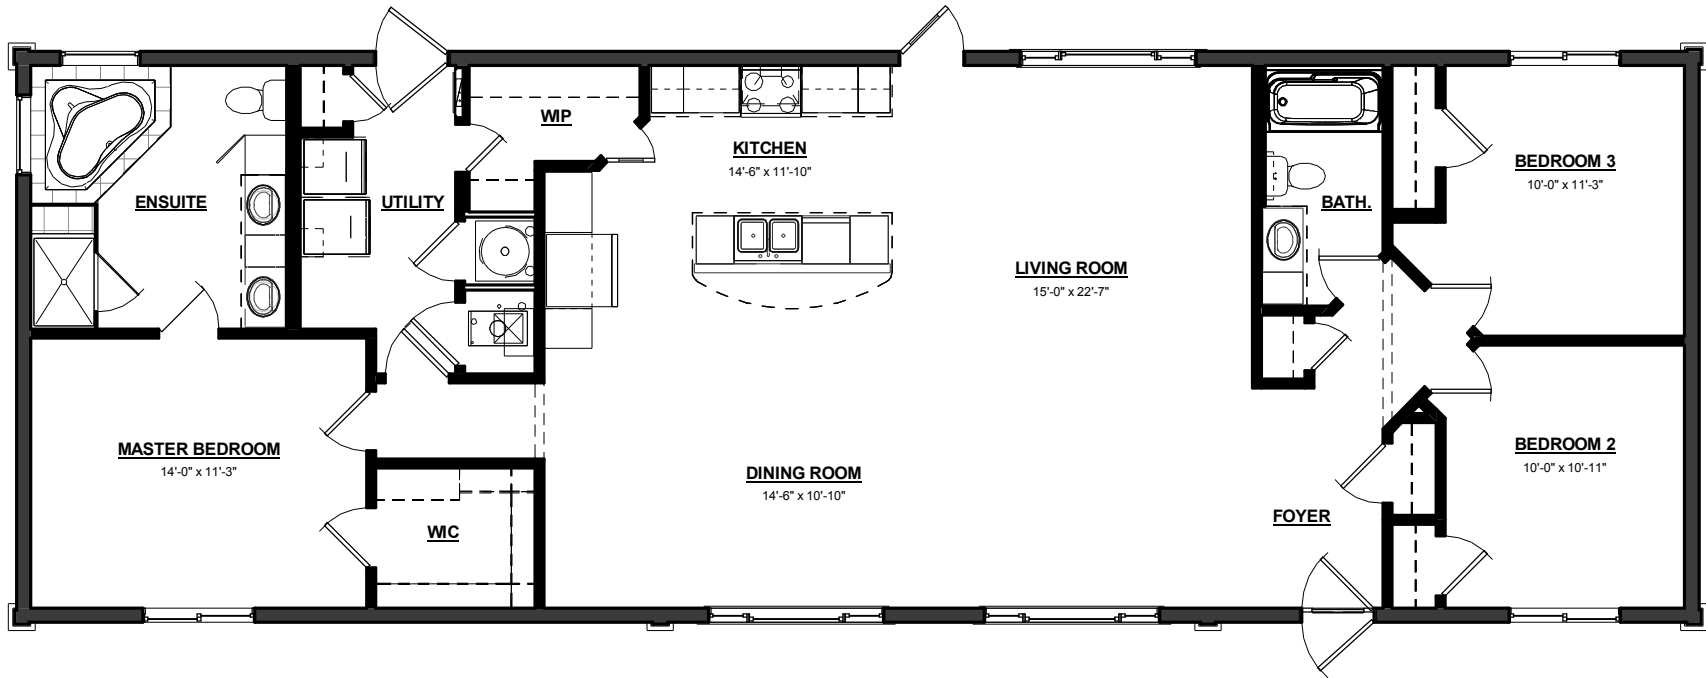 WIP
KITCHEN
14'-6" x 11'-10"
BEDROOM 3
10'-0" x 11'-3"
ENSUITE
UTILITY
BATH.
LIVING ROOM
15'-0" x 22'-7"
MASTER BEDROOM
14'-0" x 11'-3"
BEDROOM 2
10'-0" x 10'-11"
DINING ROOM
14'-6" x 10'-10"
FOYER
WIC